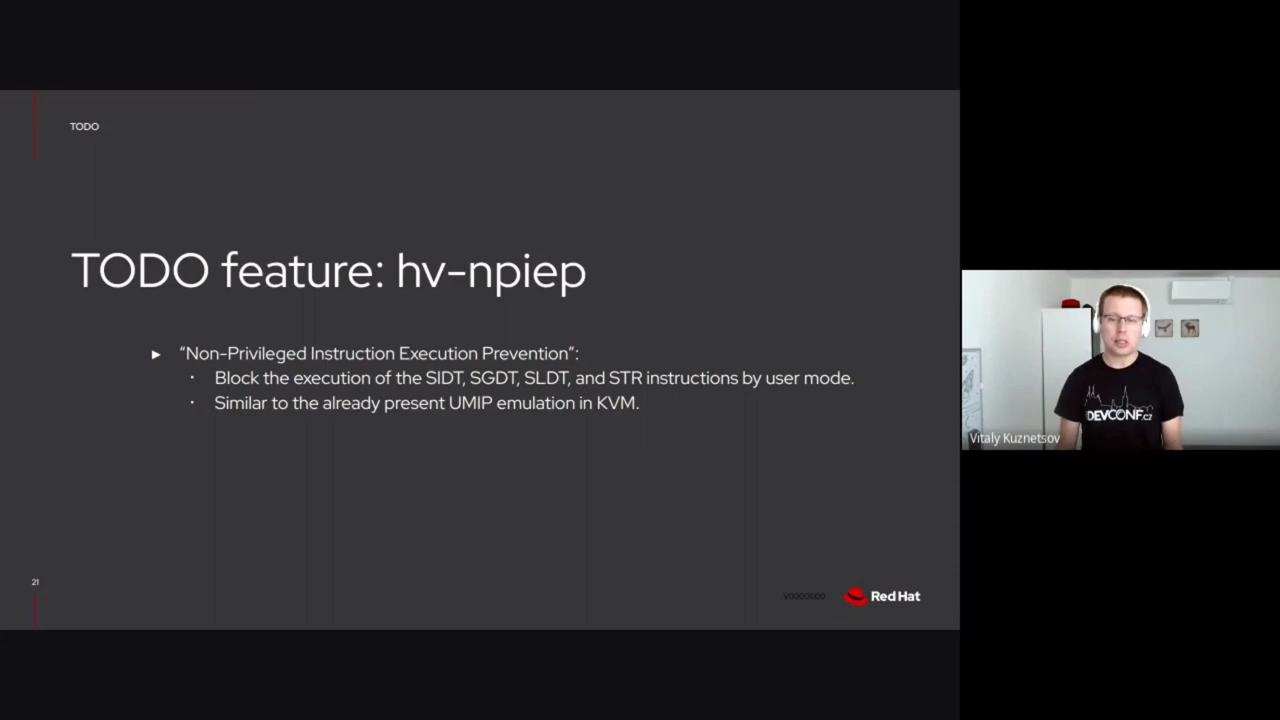 TODO
TODO feature: hv-npiep
► “Non-Privileged Instruction Execution Prevention”:
· Block the execution of the SIDT, SGDT, SLDT, and STR instructions by user mode.
· Similar to the already present UMIP emulation in KVM.
21
V0000000
Red Hat
DEVCONF.cz
Vitaly Kuznetsov